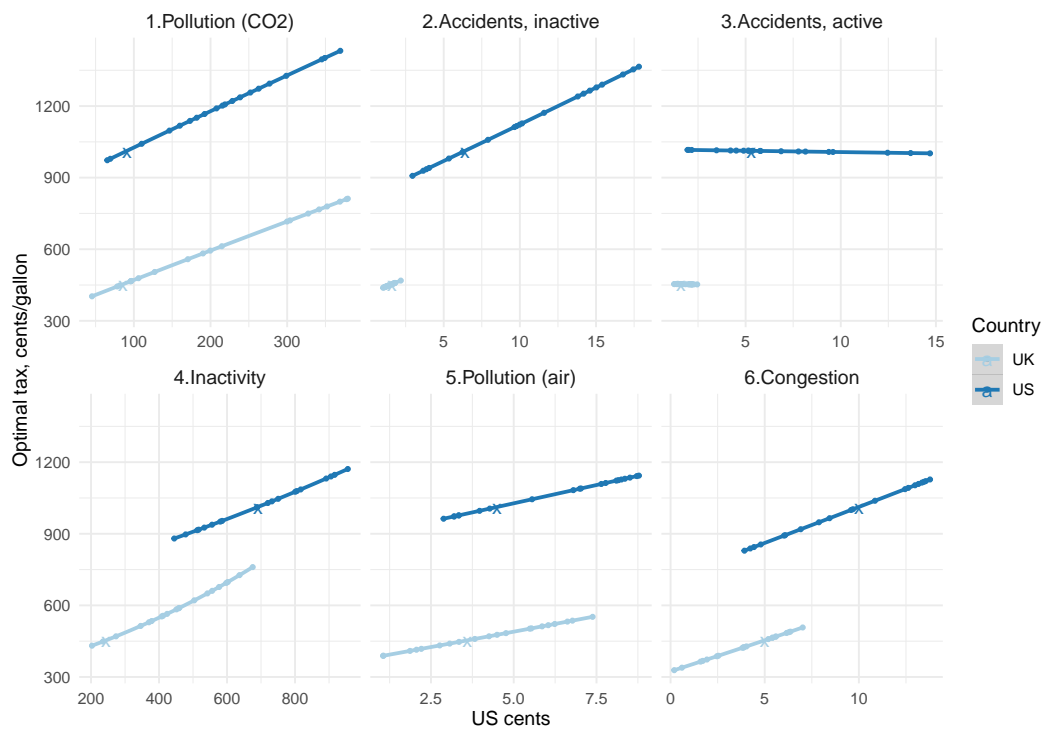 1.Pollution (CO2)
2.Accidents, inactive
3.Accidents, active
1200
900
600
300
100 200 300
5 10 15
5 10 15
4.Inactivity
5.Pollution (air)
6.Congestion
1200
900
600
300
200 400 600 800
2.5 5.0 7.5
0 5 10
US cents
Optimal tax, cents/gallon
Country
a UK
a US